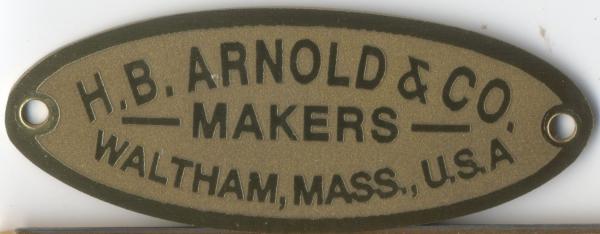 H.B. ARNOLD & CO.
— MAKERS —
WALTHAM, MASS., U.S.A